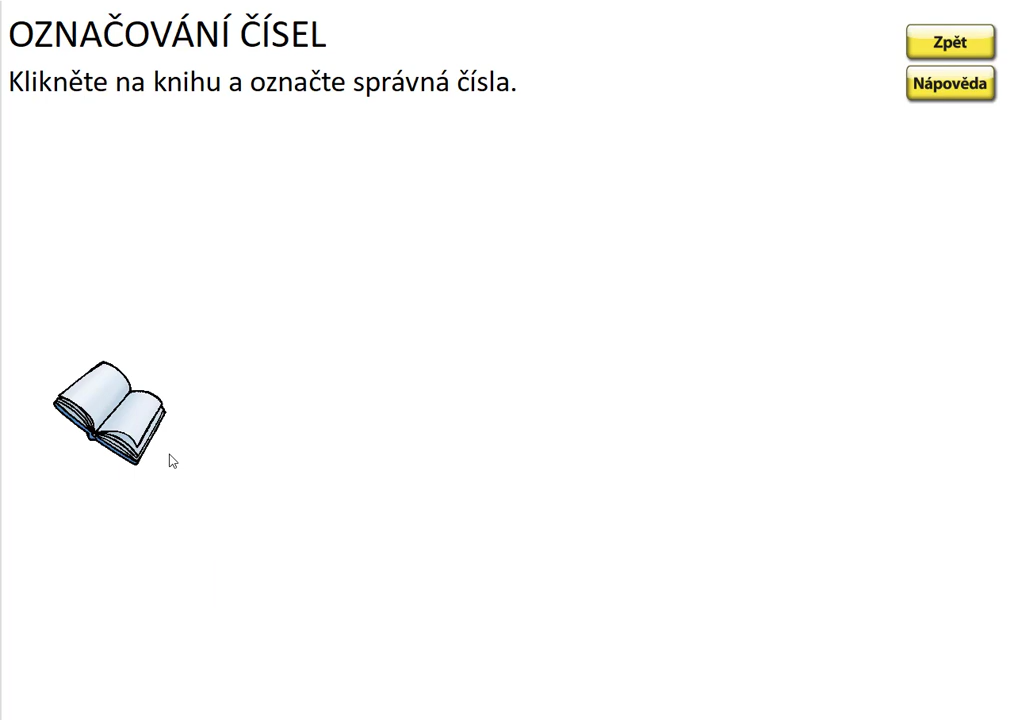 OZNAČOVÁNÍ ČÍSEL
Zpět
Klikněte na knihu a označte správná čísla.
Nápověda